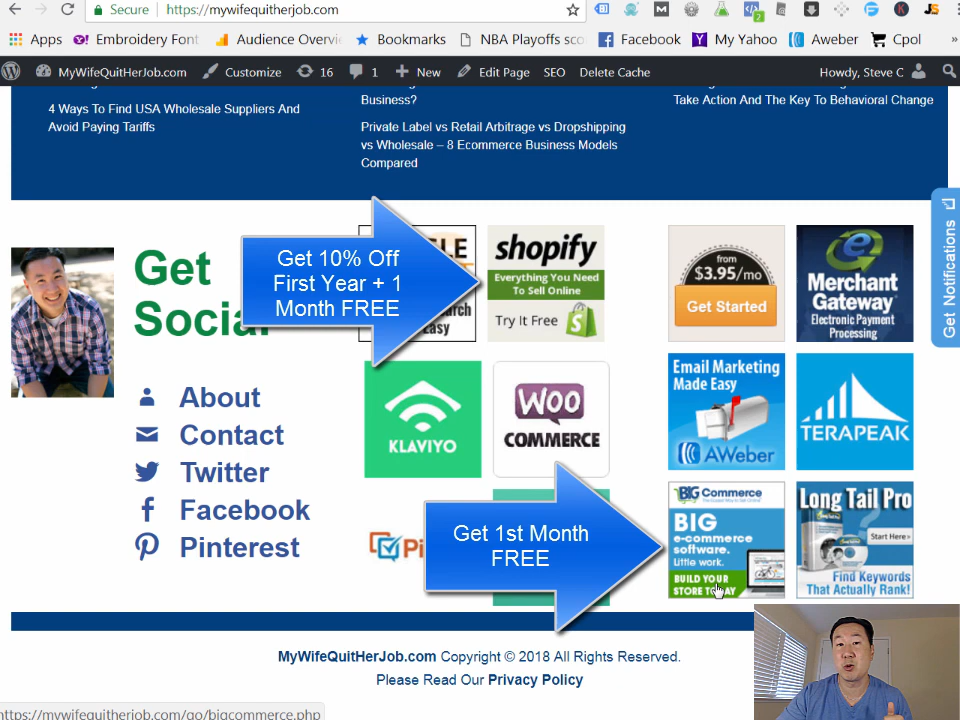 Secure
https://mywifequitherjob.com
Apps
Embroidery Font
Audience Overvi
Bookmarks
NBA Playoffs sco
Facebook
My Yahoo
Aweber
Cpol
»
MyWifeQuitHerJob.com
Customize
16
1
New
Edit Page
SEO
Delete Cache
Howdy, Steve C
4 Ways To Find USA Wholesale Suppliers And
Avoid Paying Tariffs
Business?
Private Label vs Retail Arbitrage vs Dropshipping
vs Wholesale – 8 Ecommerce Business Models
Compared
Take Action And The Key To Behavioral Change
Get Notifications
Get
Social
About
Contact
Twitter
Facebook
Pinterest
Get 10% Off
First Year + 1
Month FREE
Easy
shopify
Everything You Need
To Sell Online
Try It Free
from
$3.95/mo
Get Started
Merchant
Gateway
Electronic Payment
Processing
KLAVIYO
WOO
COMMERCE
Email Marketing
Made Easy
AWeber
TERAPEAK
Get 1st Month
FREE
BIG Commerce
BIG
e-commerce
software.
Little work.
BUILD YOUR
STORE TODAY
Long Tail Pro
Start Here »
Find Keywords
That Actually Rank!
MyWifeQuitHerJob.com Copyright © 2018 All Rights Reserved.
Please Read Our Privacy Policy
https://mywifequitherjob.com/go/bigcommerce.php